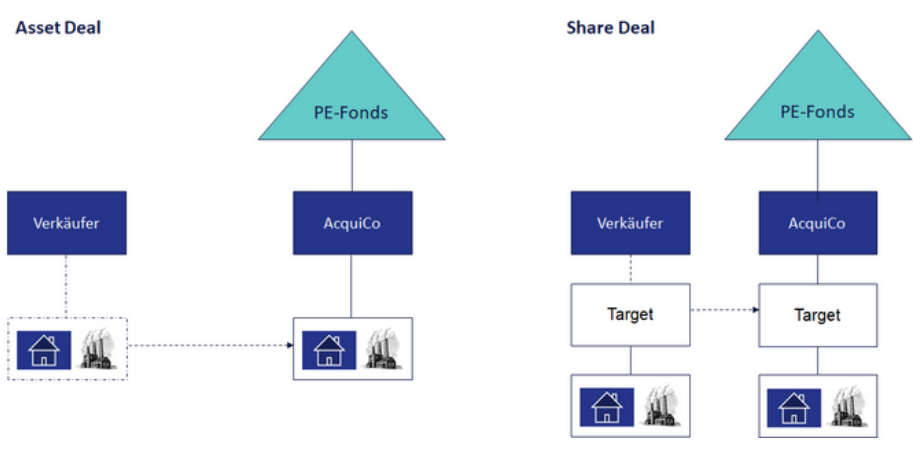 Asset Deal
Share Deal
PE-Fonds
PE-Fonds
Verkäufer
AcquiCo
Verkäufer
AcquiCo
Target
Target